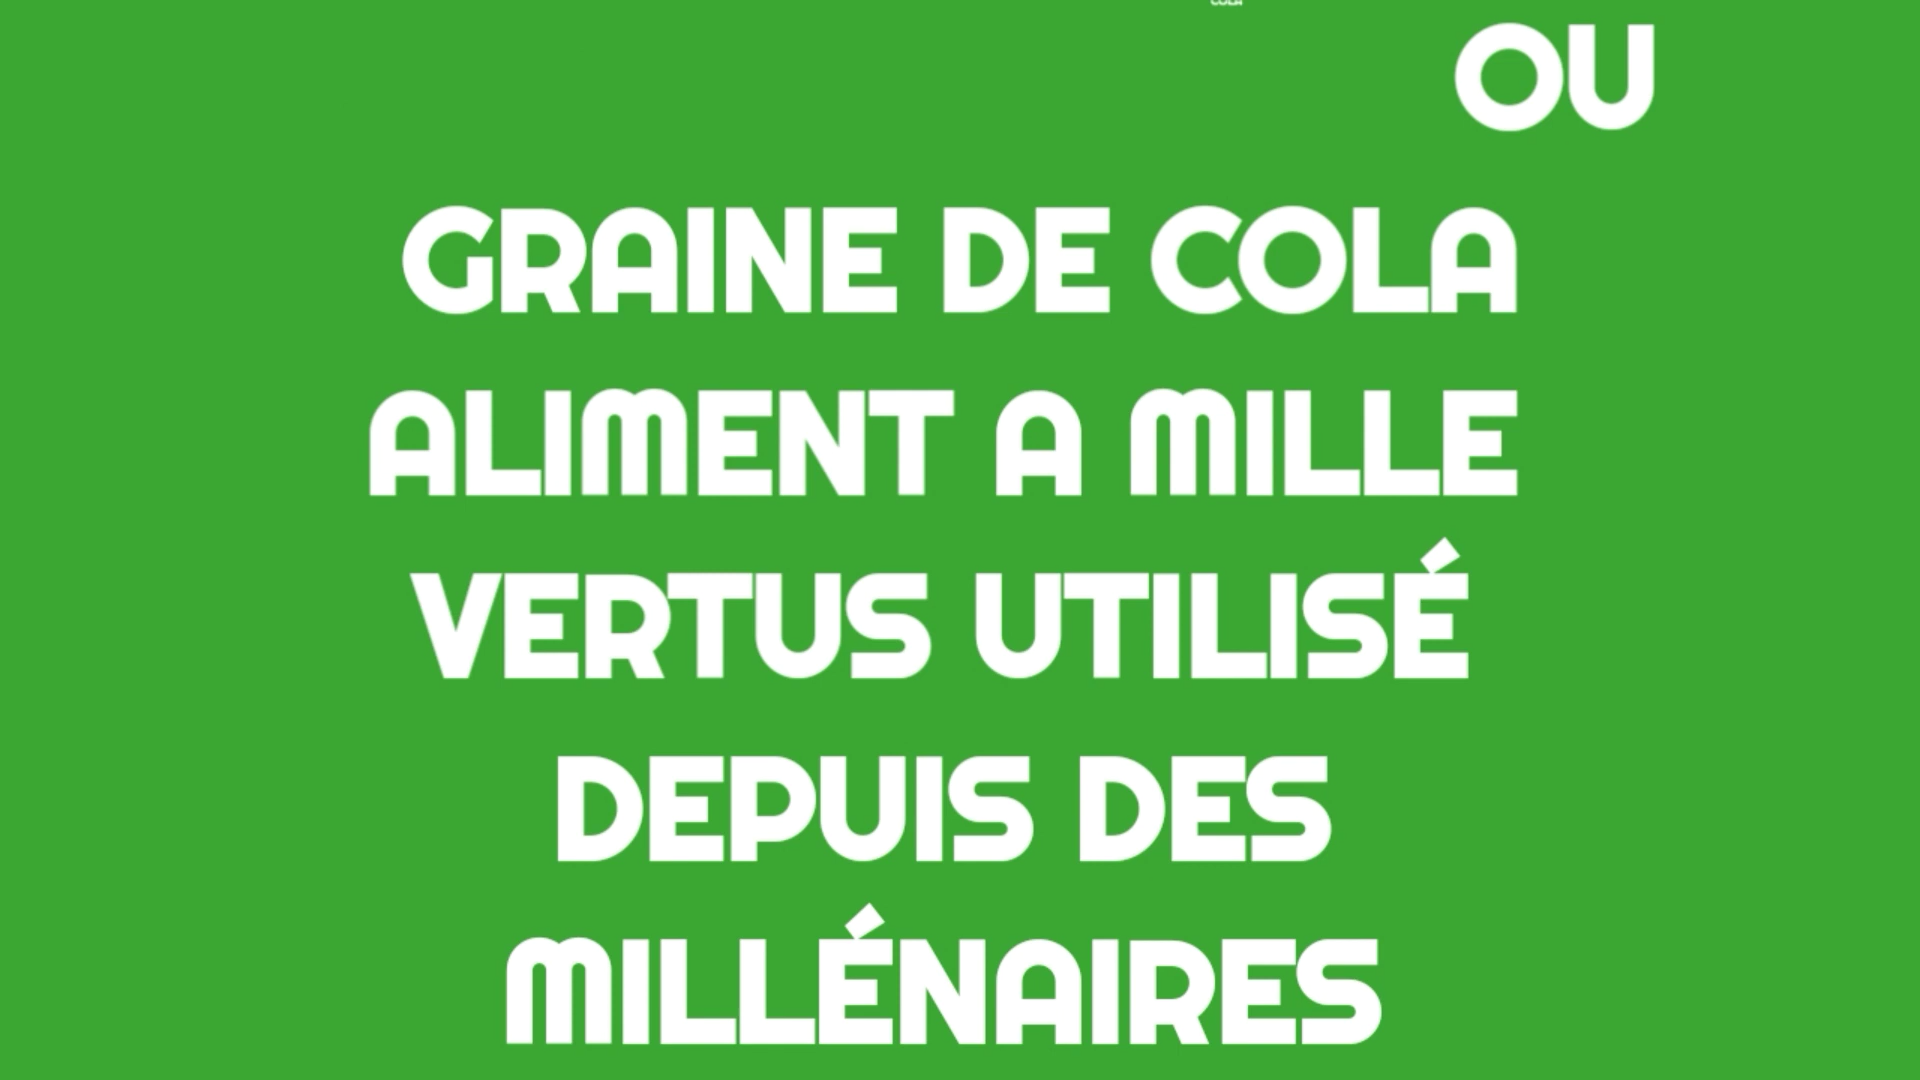 OU
GRAINE DE COLA
ALIMENT A MILLE
VERTUS UTILISÉ
DEPUIS DES
MILLÉNAIRES